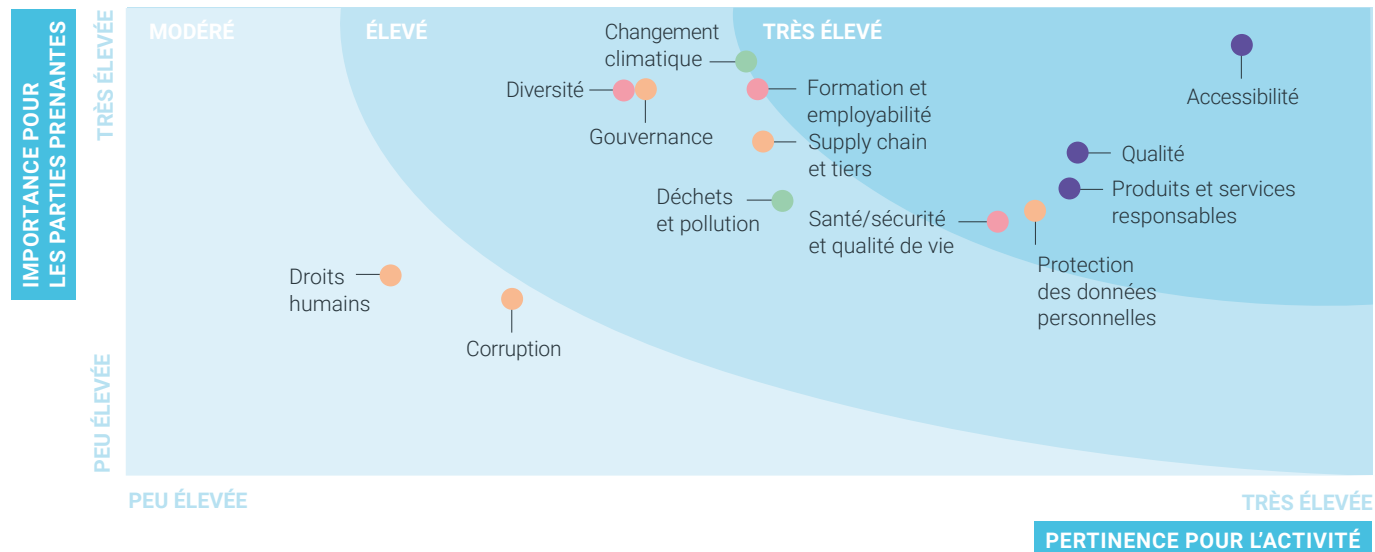 IMPORTANCE POUR
LES PARTIES PRENANTES
TRÈS ÉLEVÉE
PEU ÉLEVÉE
MODÉRÉ
ÉLEVÉ
TRÈS ÉLEVÉ
Changement
climatique
Diversité
Gouvernance
Formation et
employabilité
Supply chain
et tiers
Déchets
et pollution
Accessibilité
Qualité
Produits et services
responsables
Santé/sécurité
et qualité de vie
Protection
des données
personnelles
Droits
humains
Corruption
PEU ÉLEVÉE
TRÈS ÉLEVÉE
PERTINENCE POUR L'ACTIVITÉ